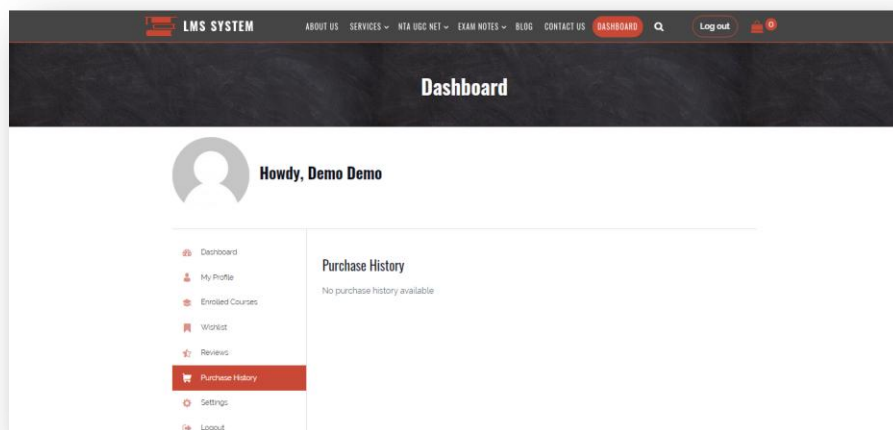 LMS SYSTEM
ABOUT US SERVICES NTA UGC NET EXAM NOTES BLOG CONTACT US DASHBOARD Log out 0
Dashboard
Howdy, Demo Demo
Dashboard
My Profile
Enrolled Courses
Wishlist
Reviews
Purchase History
Settings
Logout
Purchase History
No purchase history available